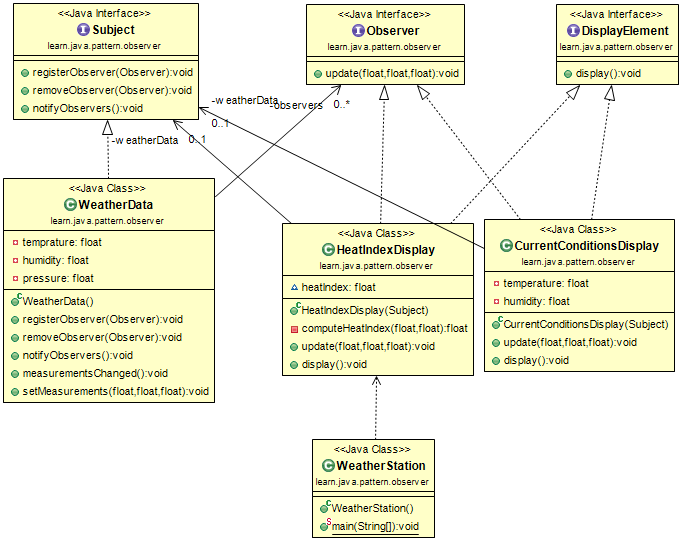 <<Java Interface>>
Subject
learn.java.pattern.observer
registerObserver(Observer):void
removeObserver(Observer):void
notifyObservers():void
<<Java Interface>>
Observer
learn.java.pattern.observer
update(float,float,float):void
<<Java Interface>>
DisplayElement
learn.java.pattern.observer
display():void
-weatherData
0..1
-observers
0..*
-weatherData
0..1
<<Java Class>>
WeatherData
learn.java.pattern.observer
temprature: float
humidity: float
pressure: float
WeatherData()
registerObserver(Observer):void
removeObserver(Observer):void
notifyObservers():void
measurementsChanged():void
setMeasurements(float,float,float):void
<<Java Class>>
HeatIndexDisplay
learn.java.pattern.observer
heatIndex: float
HeatIndexDisplay(Subject)
computeHeatIndex(float,float):float
update(float,float,float):void
display():void
<<Java Class>>
CurrentConditionsDisplay
learn.java.pattern.observer
temperature: float
humidity: float
CurrentConditionsDisplay(Subject)
update(float,float,float):void
display():void
<<Java Class>>
WeatherStation
learn.java.pattern.observer
WeatherStation()
main(String[]):void